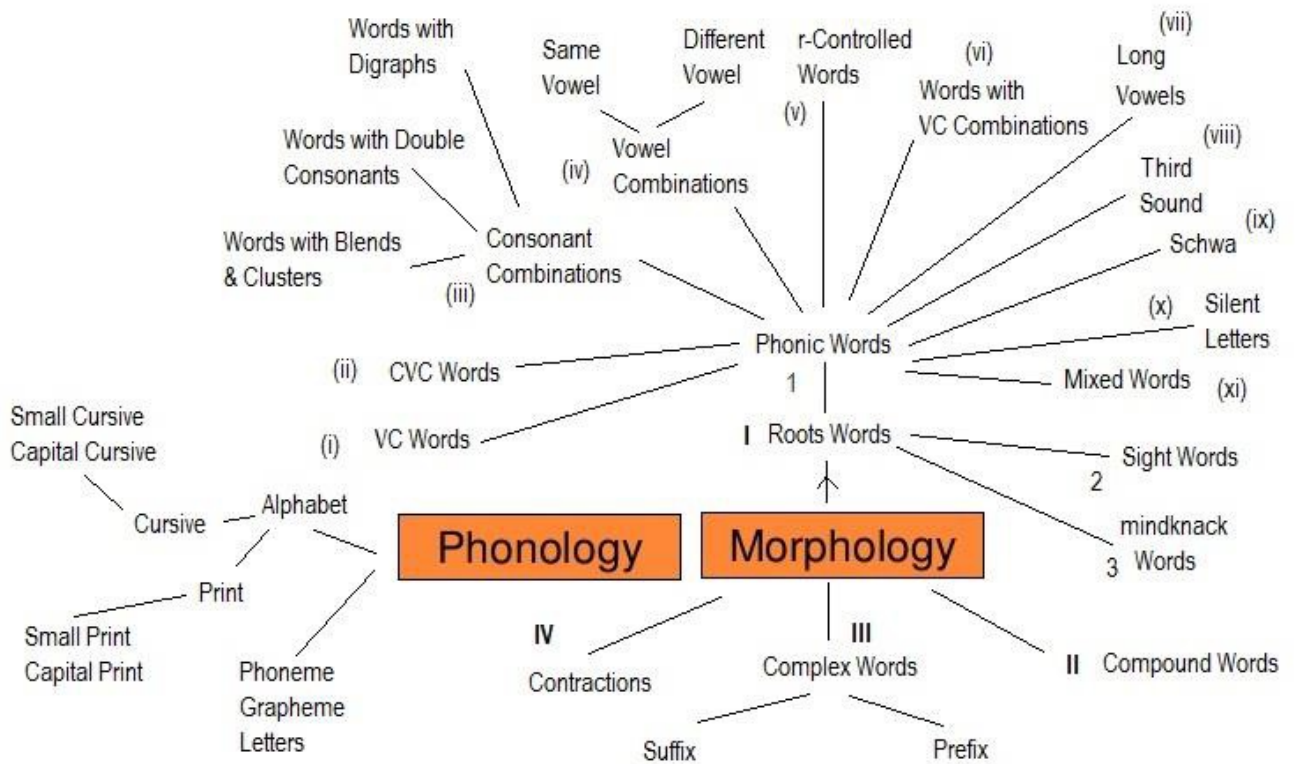 Words with
Digraphs
Same
Vowel
Different
Vowel
r-Controlled
Words
(v)
(vi)
Words with
VC Combinations
(vii)
Long
Vowels
(viii)
Third
Sound
(ix)
Schwa
Words with Double
Consonants
(iv)
Vowel
Combinations
Words with Blends
& Clusters
Consonant
Combinations
(iii)
(x)
Silent
Letters
Phonic Words
1
(ii) CVC Words
Mixed Words (xi)
Small Cursive
Capital Cursive
(i) VC Words
I Roots Words
Sight Words
2
Cursive
Alphabet
Phonology
Morphology
mindknack
Words
3
Print
Small Print
Capital Print
Phoneme
Grapheme
Letters
IV
Contractions
III
Complex Words
II Compound Words
Suffix
Prefix